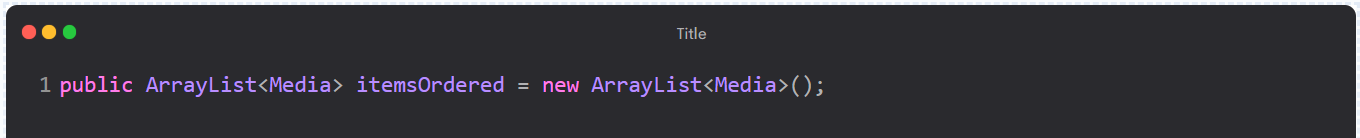 Title
1 public ArrayList<Media> itemsOrdered = new ArrayList<Media>();